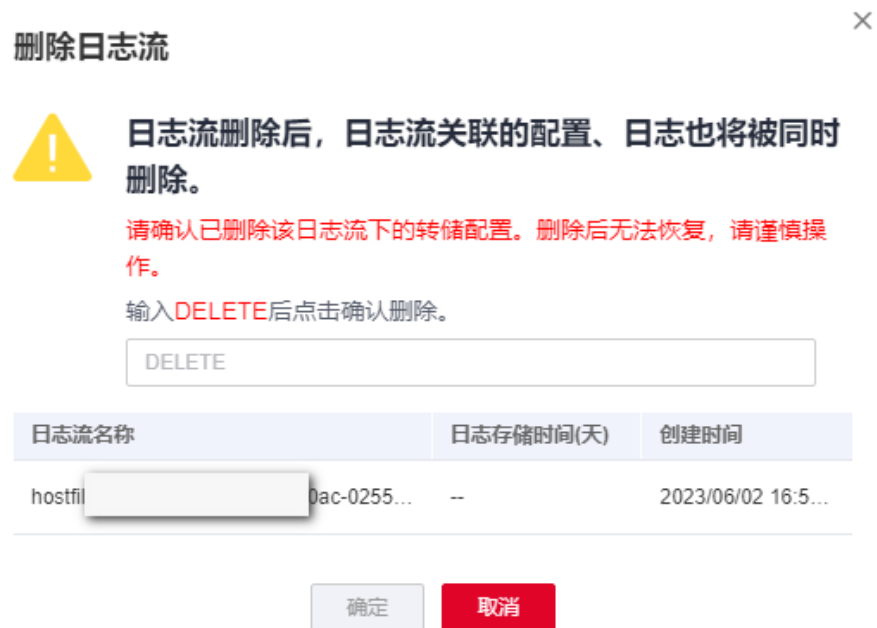 删除日志流
日志流删除后，日志流关联的配置、日志也将被同时
删除。
请确认已删除该日志流下的转储配置。删除后无法恢复，请谨慎操
作。
输入DELETE后点击确认删除。
DELETE
日志流名称 日志存储时间(天) 创建时间
hostfil 0ac-0255... -- 2023/06/02 16:5...
确定 取消